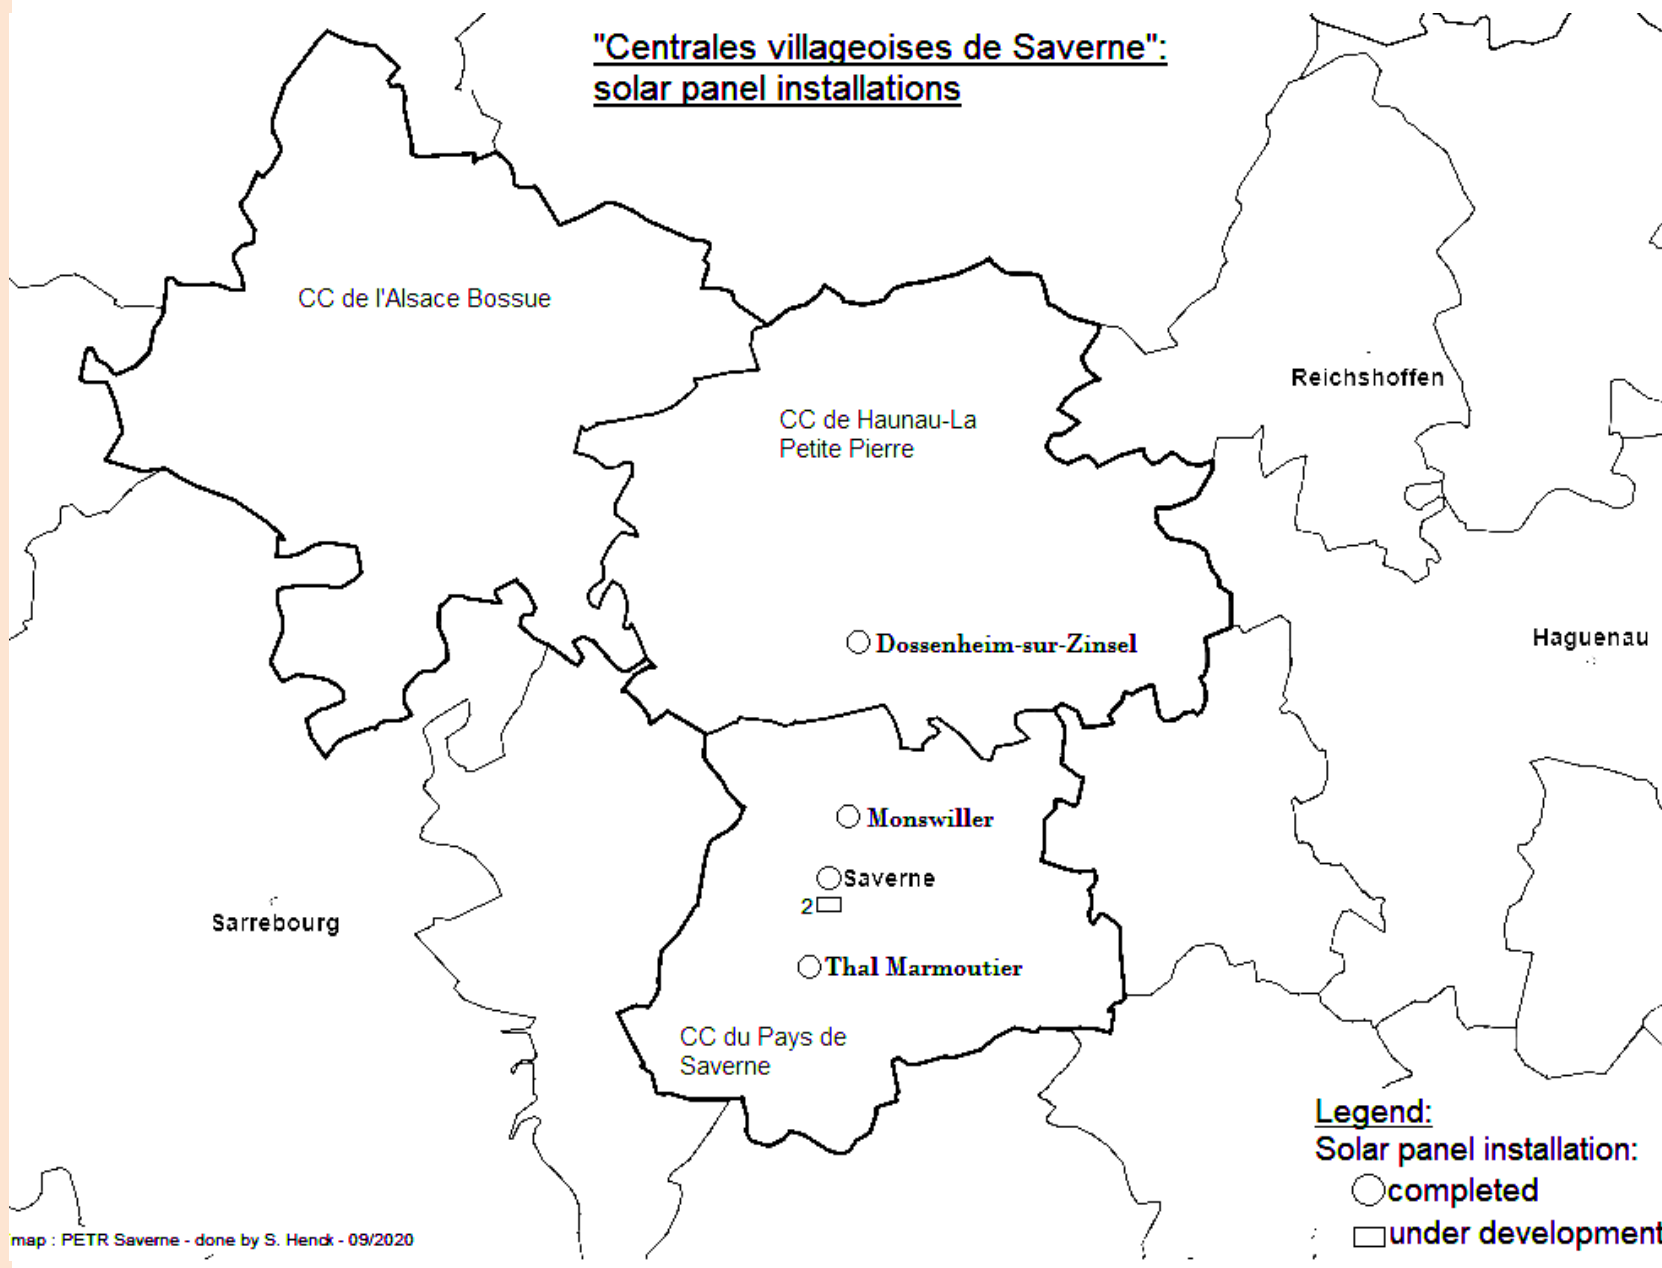 "Centrales villageoises de Saverne":
solar panel installations
CC de l'Alsace Bossue
Reichshoffen
CC de Haunau-La
Petite Pierre
Haguenau
Dossenheim-sur-Zinsel
Monswiller
Saverne
2
Sarrebourg
Thal Marmoutier
CC du Pays de
Saverne
Legend:
Solar panel installation:
completed
under development
map : PETR Saverne - done by S. Henck - 09/2020